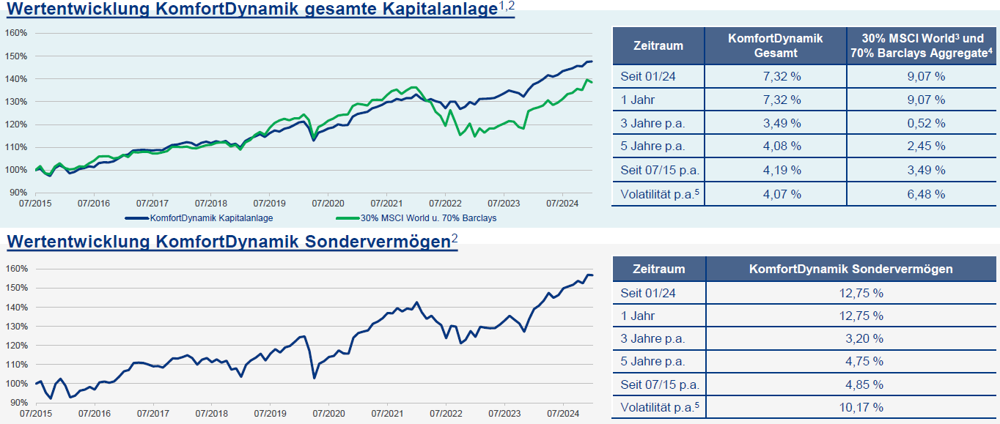 Wertentwicklung KomfortDynamik gesamte Kapitalanlage1,2
160%
150%
140%
130%
120%
110%
100%
90%
07/2015 07/2016 07/2017 07/2018 07/2019 07/2020 07/2021 07/2022 07/2023 07/2024
KomfortDynamik Kapitalanlage 30% MSCI World u. 70% Barclays
Zeitraum KomfortDynamik Gesamt 30% MSCI World3 und 70% Barclays Aggregate4
Seit 01/24 7,32 % 9,07 %
1 Jahr 7,32 % 9,07 %
3 Jahre p.a. 3,49 % 0,52 %
5 Jahre p.a. 4,08 % 2,45 %
Seit 07/15 p.a. 4,19 % 3,49 %
Volatilität p.a.5 4,07 % 6,48 %
Wertentwicklung KomfortDynamik Sondervermögen2
160%
150%
140%
130%
120%
110%
100%
90%
07/2015 07/2016 07/2017 07/2018 07/2019 07/2020 07/2021 07/2022 07/2023 07/2024
Zeitraum KomfortDynamik Sondervermögen
Seit 01/24 12,75 %
1 Jahr 12,75 %
3 Jahre p.a. 3,20 %
5 Jahre p.a. 4,75 %
Seit 07/15 p.a. 4,85 %
Volatilität p.a.5 10,17 %